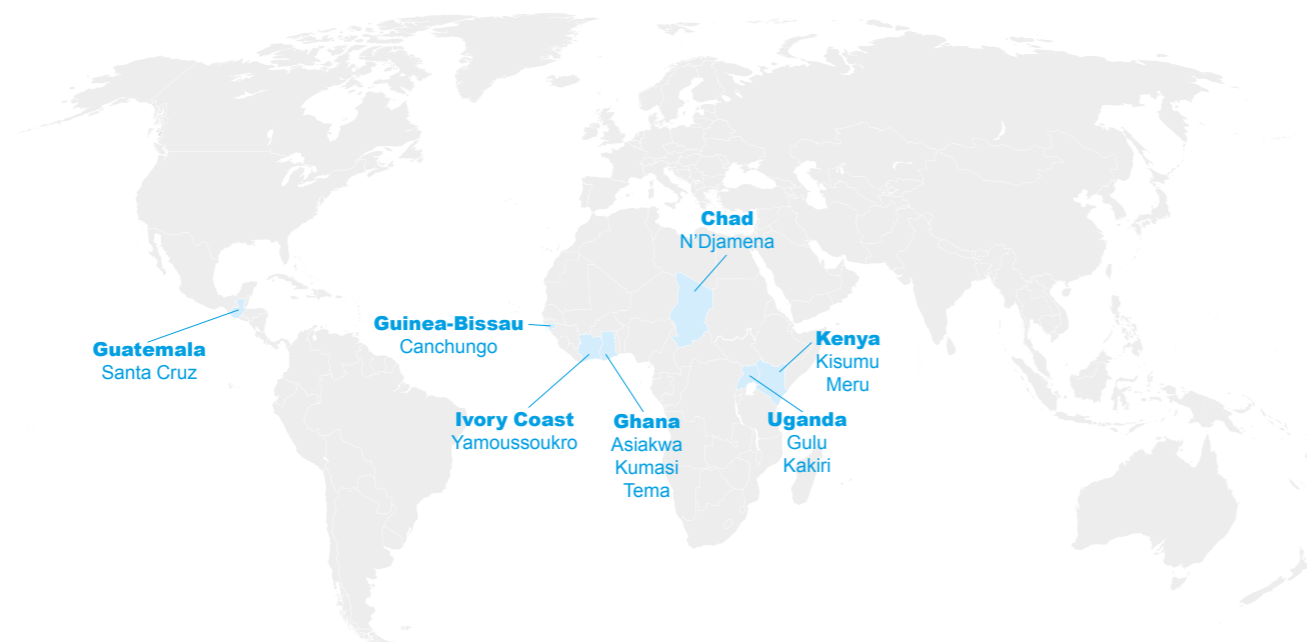 Chad
N'Djamena
Guatemala
Santa Cruz
Guinea-Bissau
Canchungo
Kenya
Kisumu
Meru
Ivory Coast
Yamoussoukro
Ghana
Asiakwa
Kumasi
Tema
Uganda
Gulu
Kakiri